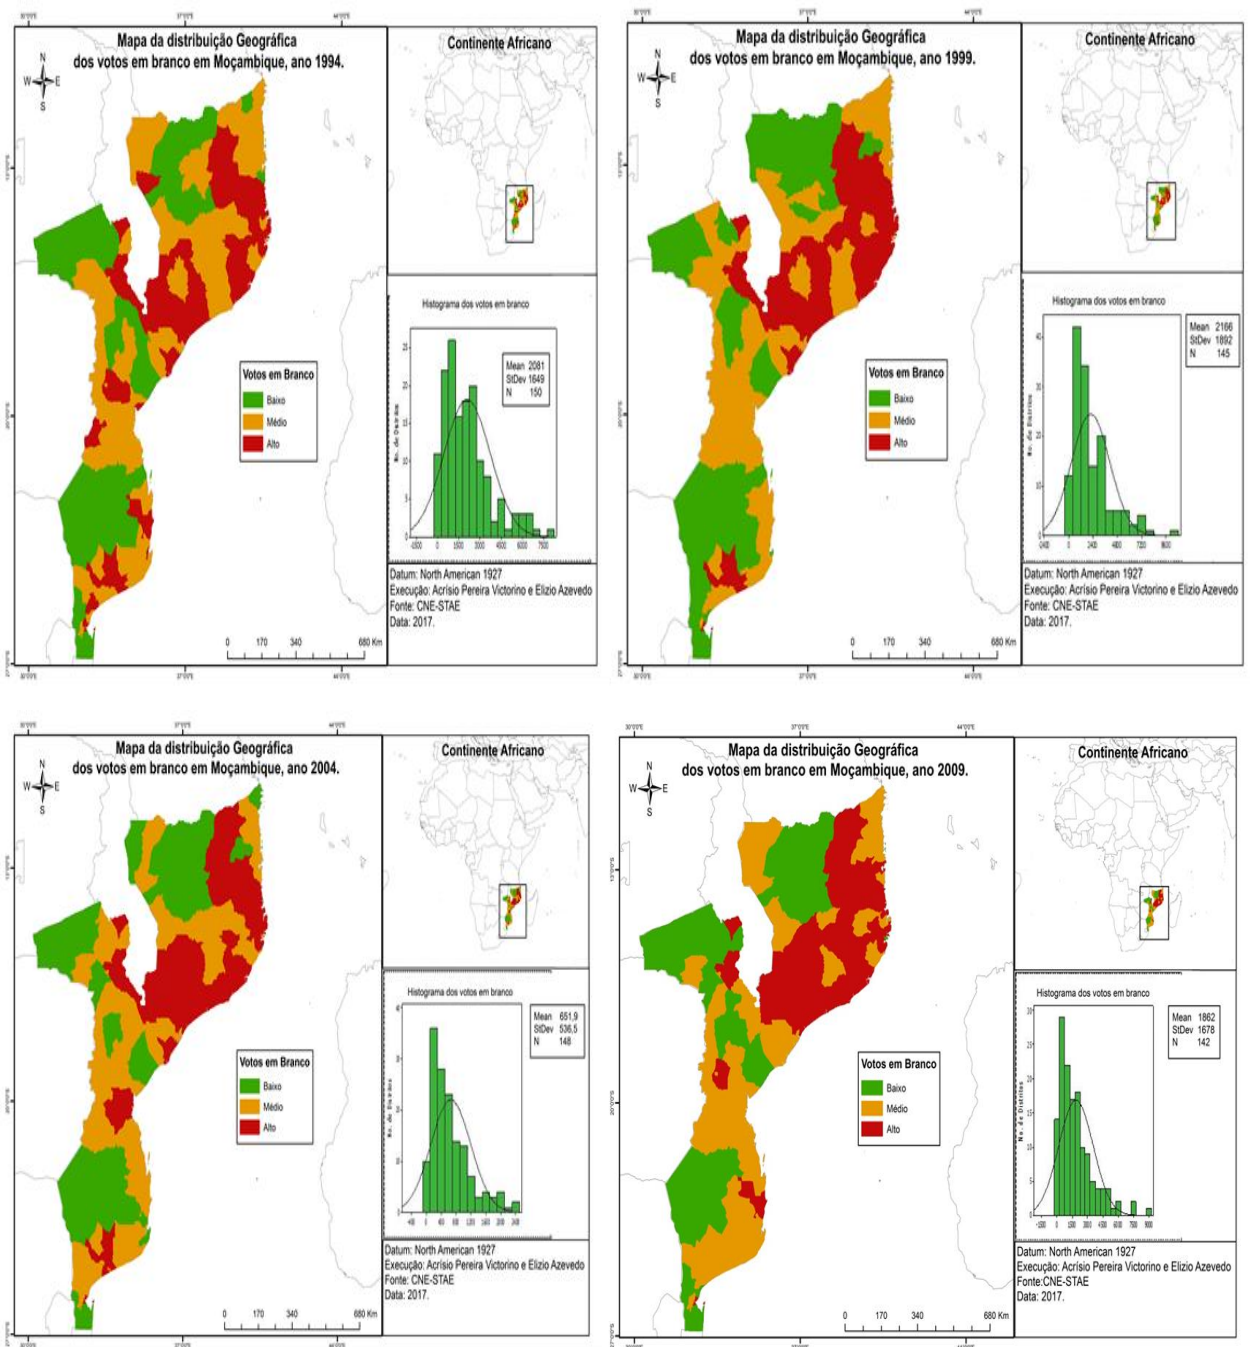 Mapa da distribuição Geográfica
dos votos em branco em Moçambique, ano 1994.
N
W E
S
Votos em Branco
Baixo
Médio
Alto
0 170 340 680 Km
Continente Africano
Histograma dos votos em branco
Mean 2081
StDev 1649
N 150
Datum: North American 1927
Execução: Acrísio Pereira Victorino e Elizio Azevedo
Fonte: CNE-STAE
Data: 2017.
Mapa da distribuição Geográfica
dos votos em branco em Moçambique, ano 1999.
N
W E
S
Votos em Branco
Baixo
Médio
Alto
0 170 340 680 Km
Continente Africano
Histograma dos votos em branco
Mean 2166
StDev 1892
N 145
Datum: North American 1927
Execução: Acrísio Pereira Victorino e Elizio Azevedo
Fonte: CNE-STAE
Data: 2017.
Mapa da distribuição Geográfica
dos votos em branco em Moçambique, ano 2004.
N
W E
S
Votos em Branco
Baixo
Médio
Alto
0 170 340 680 Km
Continente Africano
Histograma dos votos em branco
Mean 651,9
StDev 536,5
N 148
Datum: North American 1927
Execução: Acrísio Pereira Victorino e Elizio Azevedo
Fonte: CNE-STAE
Data: 2017.
Mapa da distribuição Geográfica
dos votos em branco em Moçambique, ano 2009.
N
W E
S
Votos em Branco
Baixo
Médio
Alto
0 170 340 680 Km
Continente Africano
Histograma dos votos em branco
Mean 1862
StDev 1678
N 142
Datum: North American 1927
Execução: Acrísio Pereira Victorino e Elizio Azevedo
Fonte:CNE-STAE
Data: 2017.